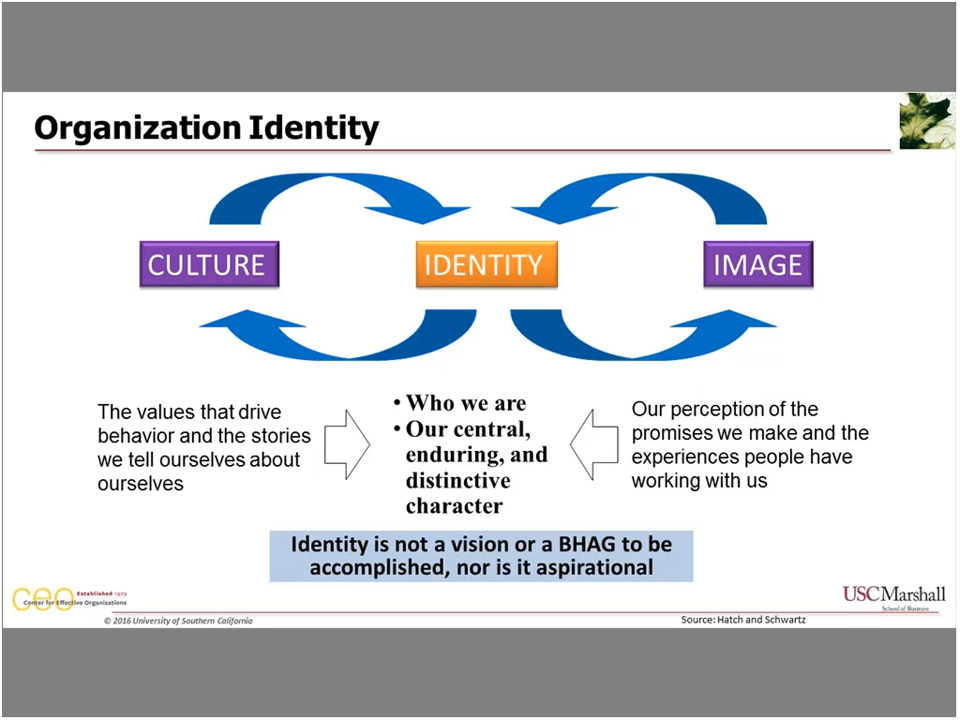 Organization Identity
CULTURE
IDENTITY
IMAGE
The values that drive
behavior and the stories
we tell ourselves about
ourselves
• Who we are
• Our central,
enduring, and
distinctive
character
Our perception of the
promises we make and the
experiences people have
working with us
Identity is not a vision or a BHAG to be
accomplished, nor is it aspirational
ceo Established 1979
Center for Effective Organizations
© 2016 University of Southern California
USC Marshall
School of Business
Source: Hatch and Schwartz